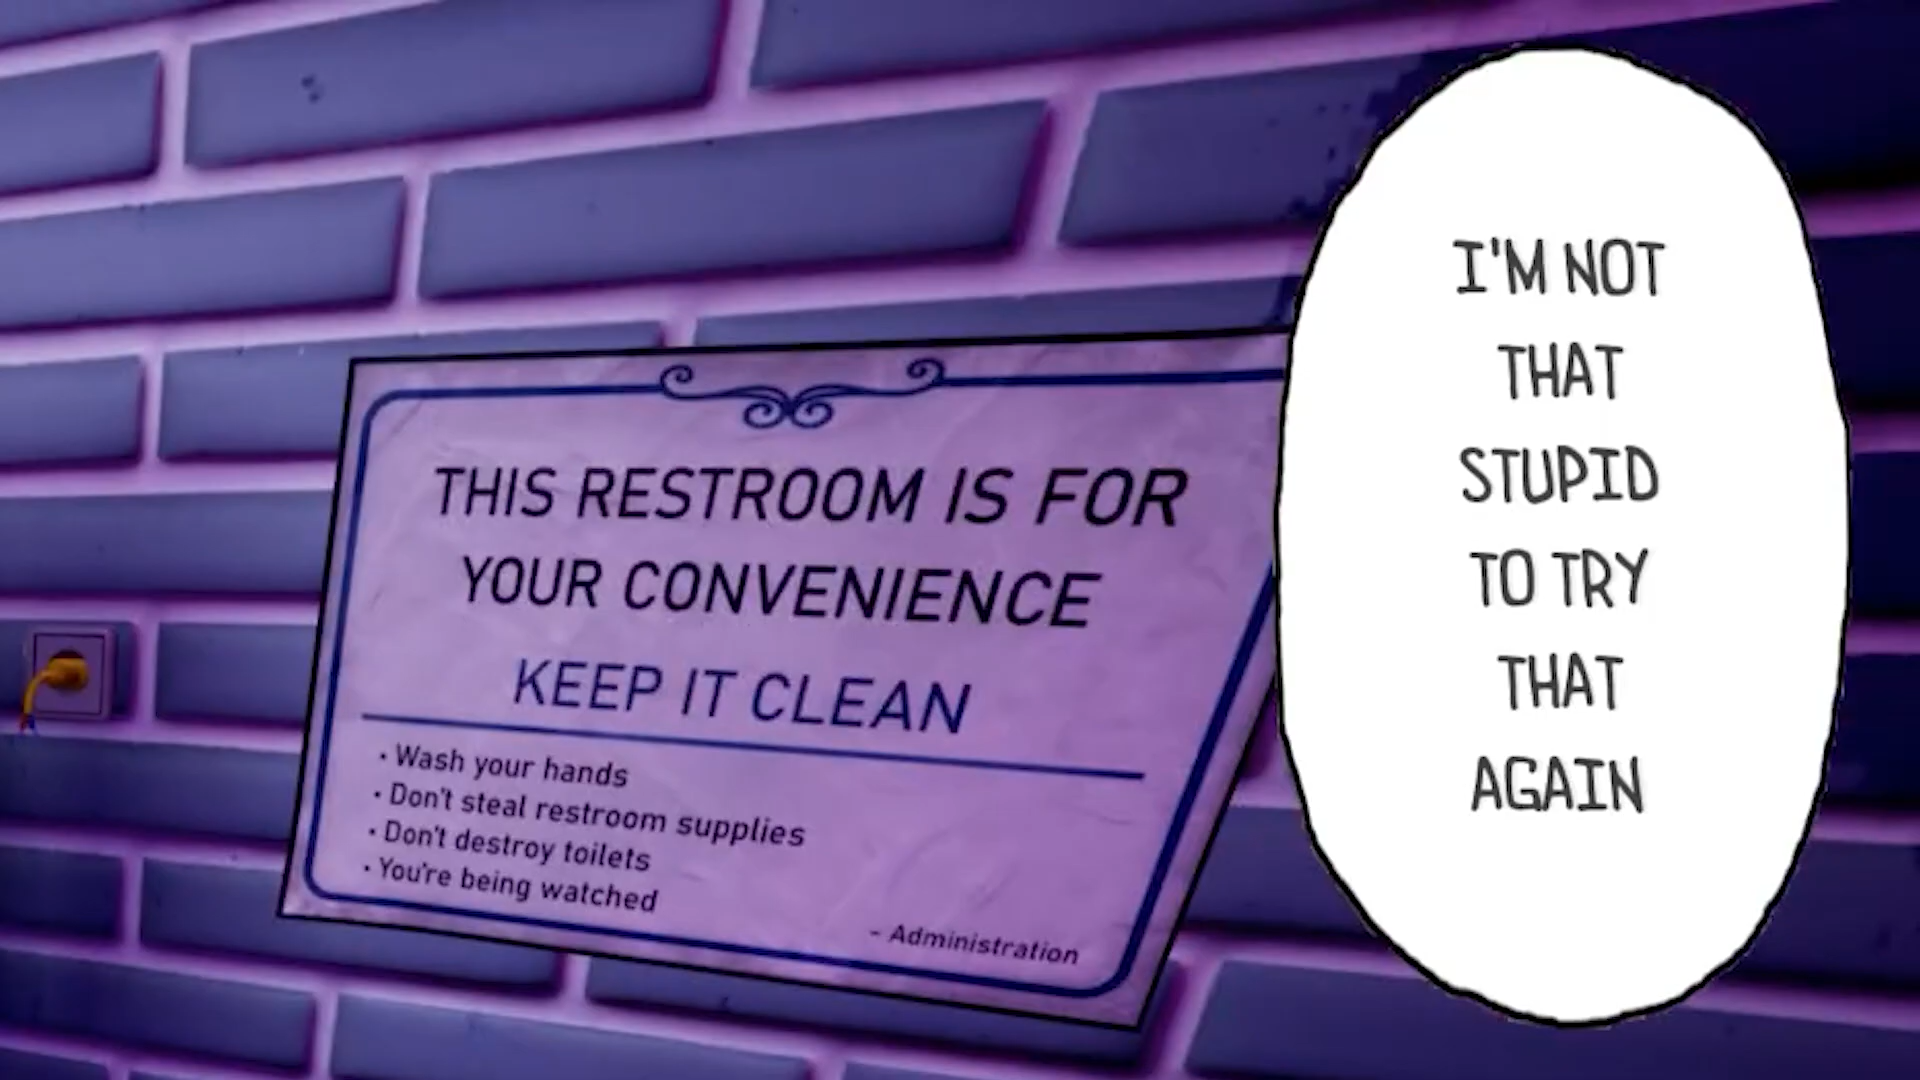 THIS RESTROOM IS FOR
YOUR CONVENIENCE
KEEP IT CLEAN
• Wash your hands
• Don't steal restroom supplies
• Don't destroy toilets
• You're being watched
- Administration
I'M NOT
THAT
STUPID
TO TRY
THAT
AGAIN